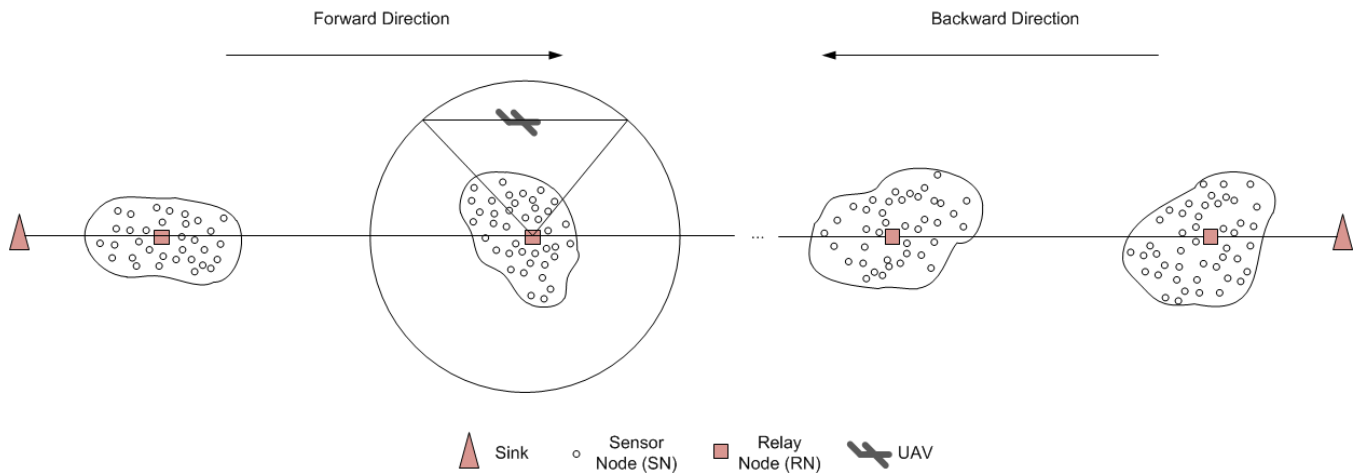 Forward Direction
Backward Direction
...
Sink
Sensor
Node (SN)
Relay
Node (RN)
UAV